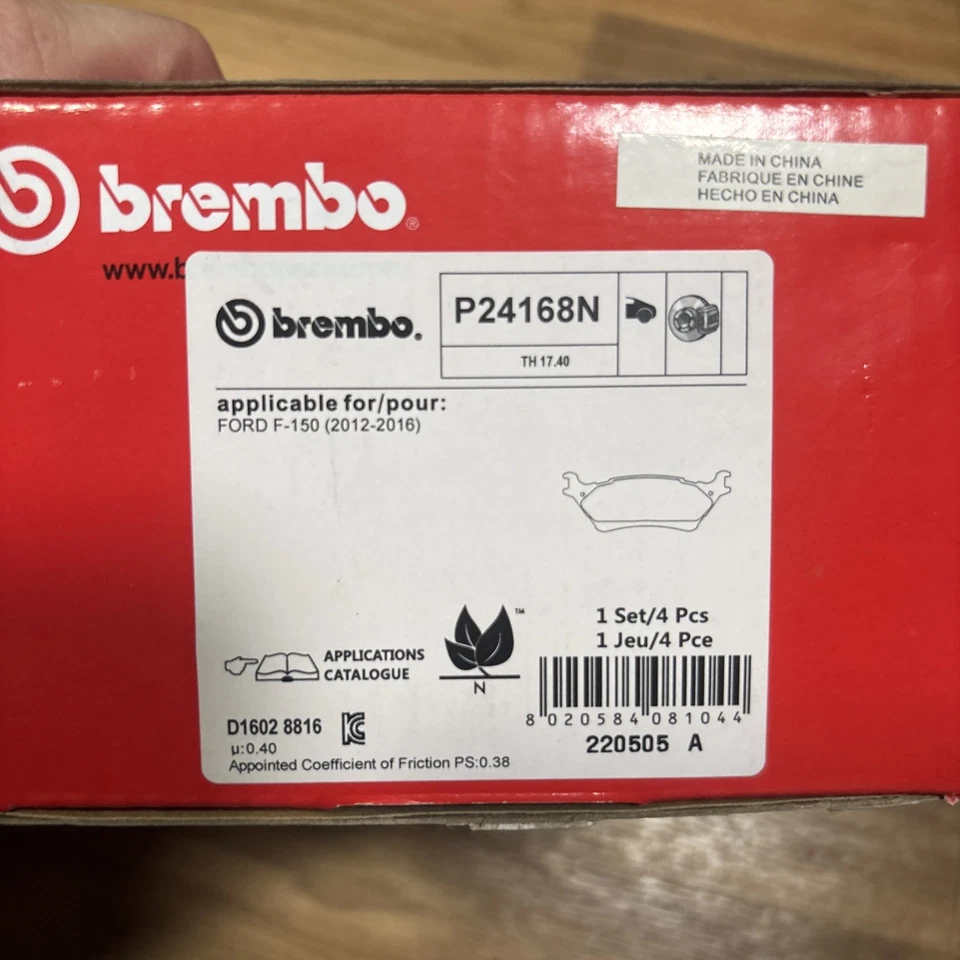 brembo®
MADE IN CHINA
FABRIQUE EN CHINE
HECHO EN CHINA
www.b
brembo.
P24168N
TH 17.40
applicable for/pour:
FORD F-150 (2012-2016)
1 Set/4 Pcs
1 Jeu/4 Pce
APPLICATIONS
CATALOGUE
TM
N
8 020584 081044
220505 A
D1602 8816
µ:0.40
Appointed Coefficient of Friction PS:0.38